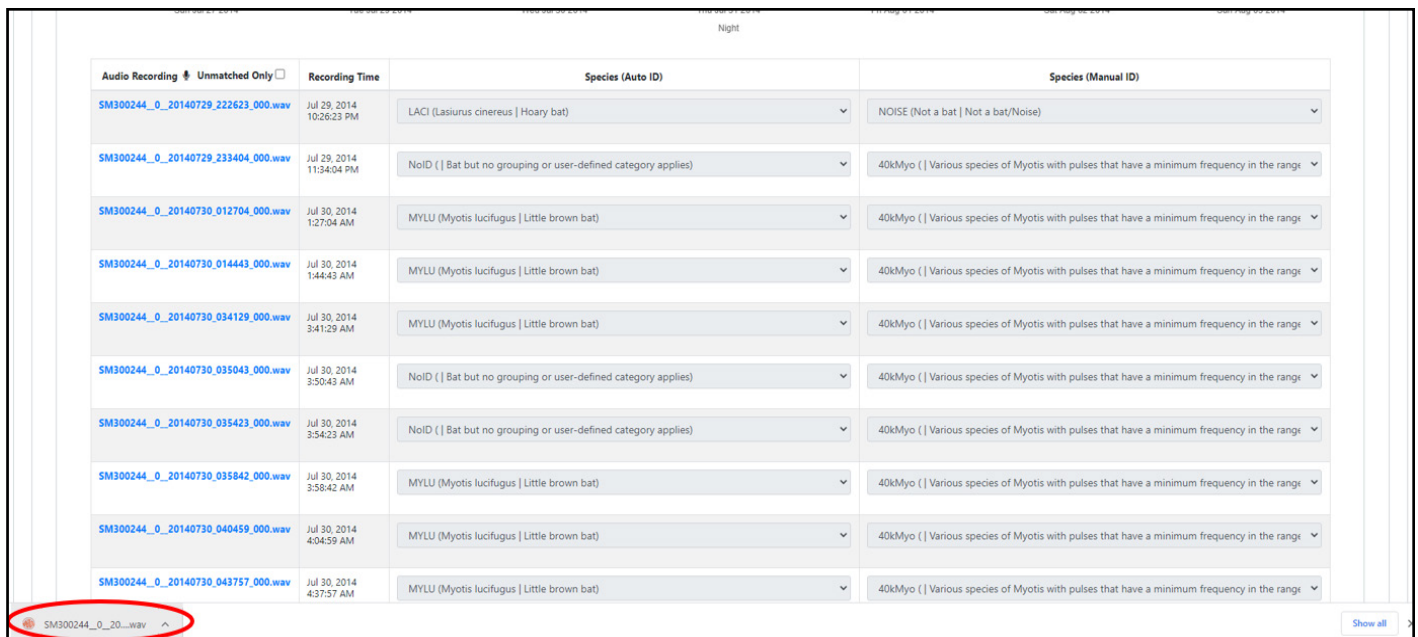 Night
Audio Recording Unmatched Only Recording Time Species (Auto ID) Species (Manual ID)
SM300244__0__20140729_222623_000.wav Jul 29, 2014 LACI (Lasiurus cinereus | Hoary bat) NOISE (Not a bat | Not a bat/Noise)
10:26:23 PM
SM300244__0__20140729_233404_000.wav Jul 29, 2014 NoID ( | Bat but no grouping or user-defined category applies) 40kMyo ( | Various species of Myotis with pulses that have a minimum frequency in the range
11:34:04 PM
SM300244__0__20140730_012704_000.wav Jul 30, 2014 MYLU (Myotis lucifugus | Little brown bat) 40kMyo ( | Various species of Myotis with pulses that have a minimum frequency in the range
1:27:04 AM
SM300244__0__20140730_014443_000.wav Jul 30, 2014 MYLU (Myotis lucifugus | Little brown bat) 40kMyo ( | Various species of Myotis with pulses that have a minimum frequency in the range
1:44:43 AM
SM300244__0__20140730_034129_000.wav Jul 30, 2014 MYLU (Myotis lucifugus | Little brown bat) 40kMyo ( | Various species of Myotis with pulses that have a minimum frequency in the range
3:41:29 AM
SM300244__0__20140730_035043_000.wav Jul 30, 2014 NoID ( | Bat but no grouping or user-defined category applies) 40kMyo ( | Various species of Myotis with pulses that have a minimum frequency in the range
3:50:43 AM
SM300244__0__20140730_035423_000.wav Jul 30, 2014 NoID ( | Bat but no grouping or user-defined category applies) 40kMyo ( | Various species of Myotis with pulses that have a minimum frequency in the range
3:54:23 AM
SM300244__0__20140730_035842_000.wav Jul 30, 2014 MYLU (Myotis lucifugus | Little brown bat) 40kMyo ( | Various species of Myotis with pulses that have a minimum frequency in the range
3:58:42 AM
SM300244__0__20140730_040459_000.wav Jul 30, 2014 MYLU (Myotis lucifugus | Little brown bat) 40kMyo ( | Various species of Myotis with pulses that have a minimum frequency in the range
4:04:59 AM
SM300244__0__20140730_043757_000.wav Jul 30, 2014 MYLU (Myotis lucifugus | Little brown bat) 40kMyo ( | Various species of Myotis with pulses that have a minimum frequency in the range
4:37:57 AM
SM300244__0__20....wav Show all